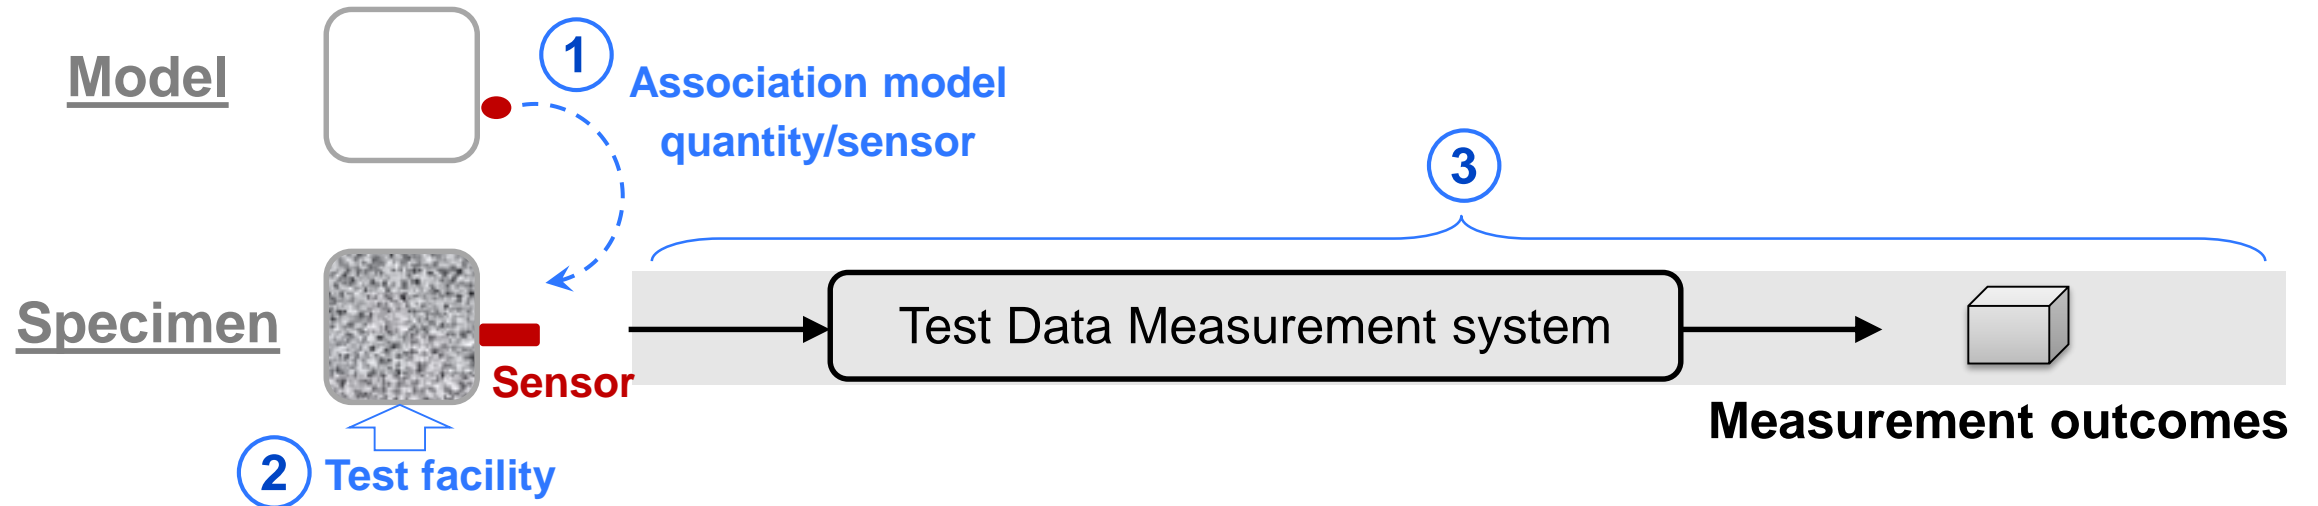 Model
1
Association model
quantity/sensor
3
Specimen
Sensor
Test Data Measurement system
Measurement outcomes
2
Test facility